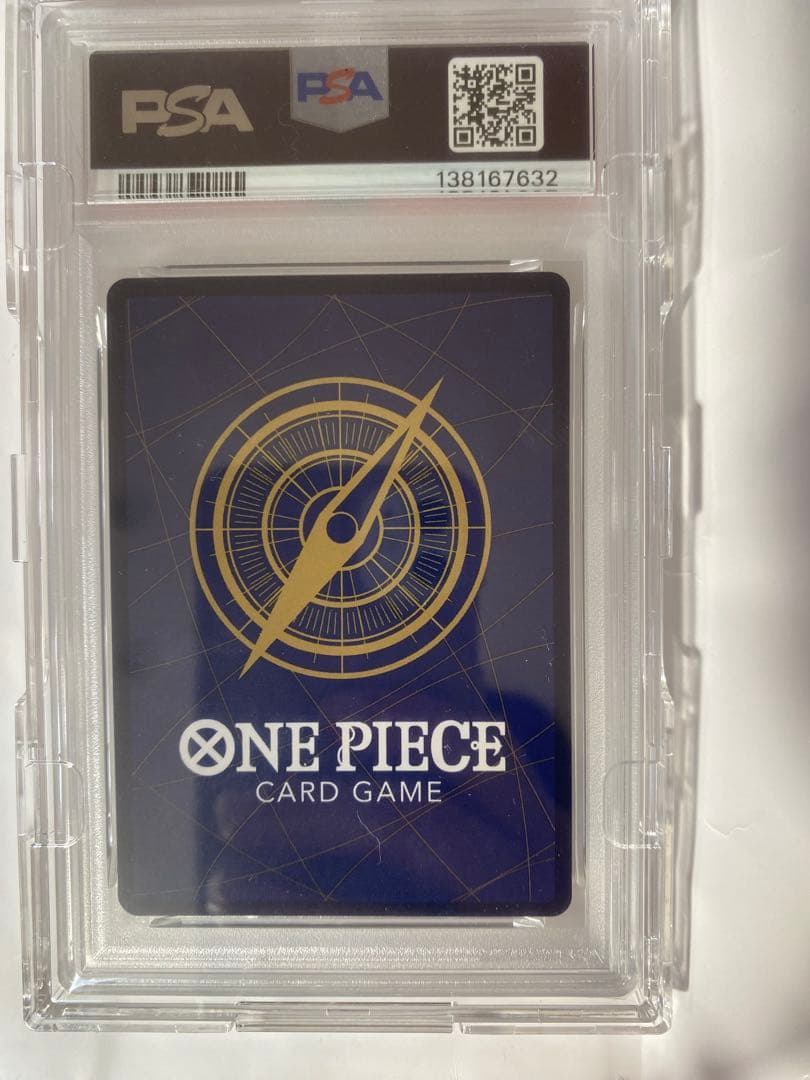 PSA PSA
138167632
ONE PIECE
CARD GAME